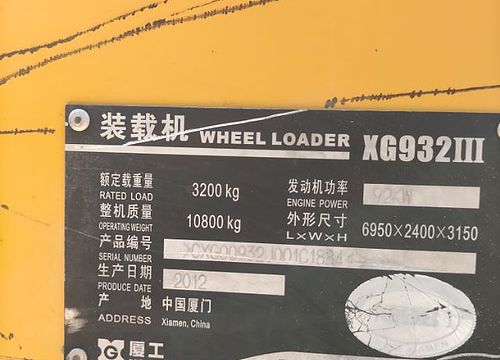 装载机 WHEEL LOADER XG932III
额定载重量 3200 kg 发动机功率 92KW
RATED LOAD ENGINE POWER
整机质量 10800 kg 外形尺寸 6950×2400×3150
OPERATING WEIGHT L×W×H
产品编号
SERIAL NUMBER
生产日期 2012
PRODUCE DATE
产 地 中国厦门
ADDRESS Xiamen, China
厦工